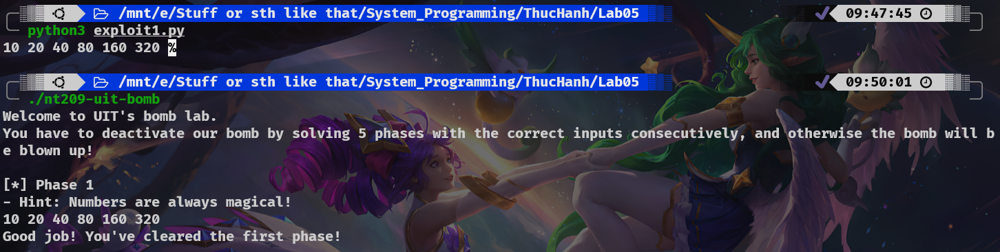 /mnt/e/Stuff or sth like that/System_Programming/ThucHanh/Lab05 09:47:45
python3 exploit1.py
10 20 40 80 160 320 %
/mnt/e/Stuff or sth like that/System_Programming/ThucHanh/Lab05 09:50:01
./nt209-uit-bomb
Welcome to UIT's bomb lab.
You have to deactivate our bomb by solving 5 phases with the correct inputs consecutively, and otherwise the bomb will b
e blown up!
[*] Phase 1
- Hint: Numbers are always magical!
10 20 40 80 160 320
Good job! You've cleared the first phase!